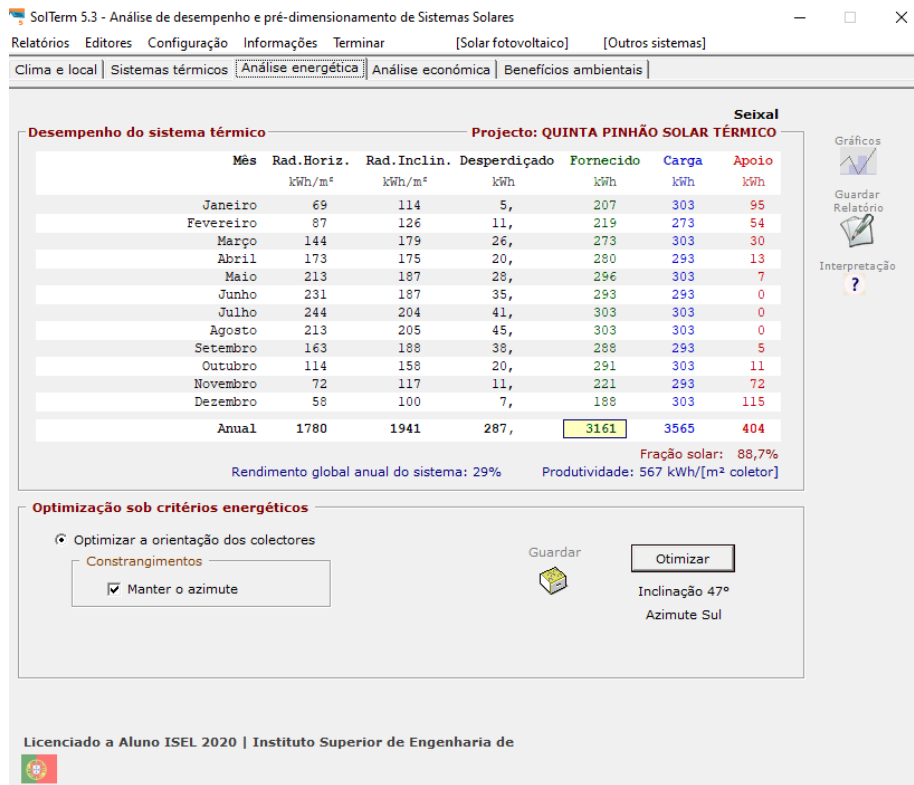 SolTerm 5.3 - Análise de desempenho e pré-dimensionamento de Sistemas Solares
Relatórios Editores Configuração Informações Terminar [Solar fotovoltaico] [Outros sistemas]
Clima e local Sistemas térmicos Análise energética Análise económica Benefícios ambientais
Seixal
Desempenho do sistema térmico Projecto: QUINTA PINHÃO SOLAR TÉRMICO
Mês Rad.Horiz. Rad.Inclin. Desperdiçado Fornecido Carga Apoio
kWh/m² kWh/m² kWh kWh kWh kWh
Janeiro 69 114 5, 207 303 95
Fevereiro 87 126 11, 219 273 54
Março 144 179 26, 273 303 30
Abril 173 175 20, 280 293 13
Maio 213 187 28, 296 303 7
Junho 231 187 35, 293 293 0
Julho 244 204 41, 303 303 0
Agosto 213 205 45, 303 303 0
Setembro 163 188 38, 288 293 5
Outubro 114 158 20, 291 303 11
Novembro 72 117 11, 221 293 72
Dezembro 58 100 7, 188 303 115
Anual 1780 1941 287, 3161 3565 404
Fração solar: 88,7%
Rendimento global anual do sistema: 29% Produtividade: 567 kWh/[m² coletor]
Gráficos
Guardar
Relatório
Interpretação
?
Optimização sob critérios energéticos
Optimizar a orientação dos colectores
Constrangimentos
Manter o azimute
Guardar
Otimizar
Inclinação 47º
Azimute Sul
Licenciado a Aluno ISEL 2020 | Instituto Superior de Engenharia de